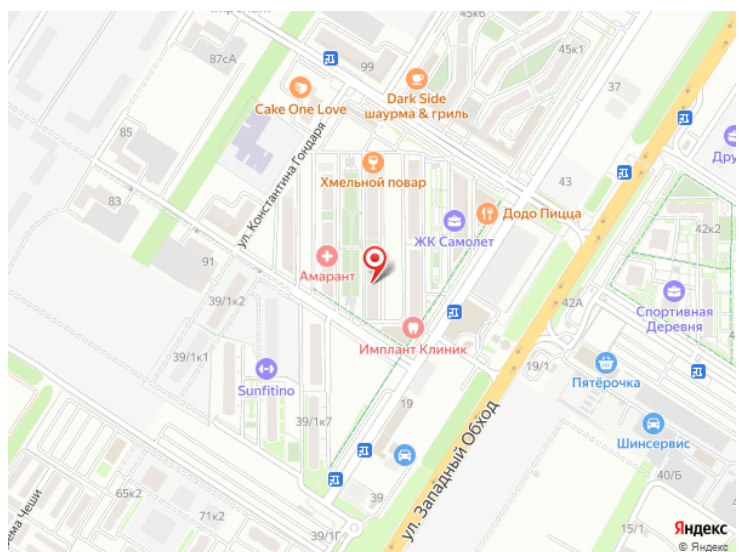 45к6
87сА
99
45к1
Cake One Love
Dark Side
шаурма & гриль
37
85
ул. Константина Гондаря
Хмельной повар
43
Дру
83
Додо Пицца
ЖК Самолет
42к2
91
Амарант
39/1к2
42А
Спортивная
Деревня
39/1к1
Имплант Клиник
19/1
Sunfitino
Пятёрочка
39/1к7
19
ул. Западный Обход
Шинсервис
40/Б
65к2
39
71к2
39/1Г
15/1
ема Чеши
Яндекс
© Яндекс